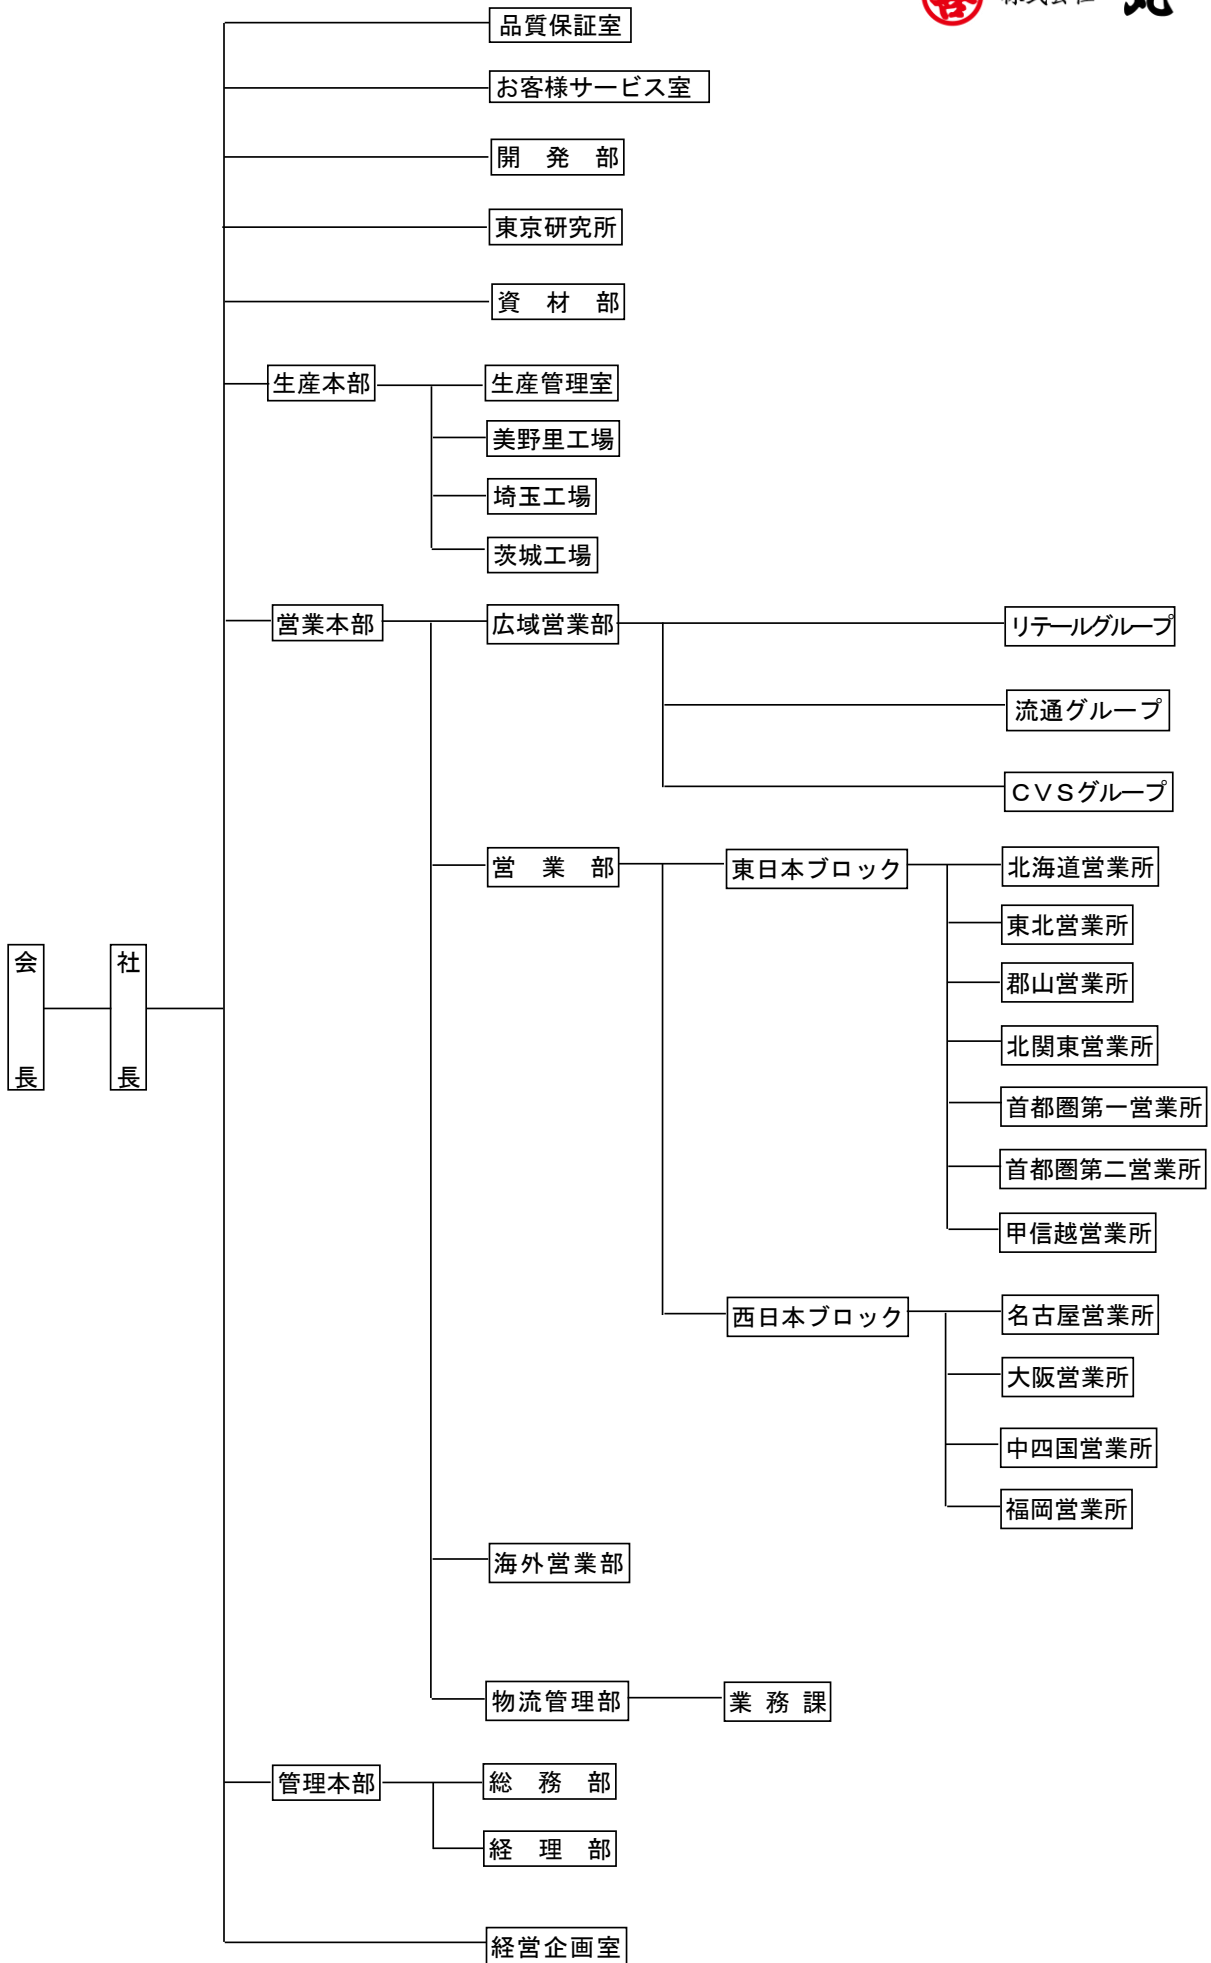 株式会社
品質保証室
お客様サービス室
開　発　部
東京研究所
資　材　部
生産本部
生産管理室
美野里工場
埼玉工場
茨城工場
営業本部
広域営業部
リテールグループ
流通グループ
ＣＶＳグループ
営　業　部
東日本ブロック
北海道営業所
東北営業所
郡山営業所
北関東営業所
首都圏第一営業所
首都圏第二営業所
甲信越営業所
会長
社長
西日本ブロック
名古屋営業所
大阪営業所
中四国営業所
福岡営業所
海外営業部
物流管理部
業 務 課
管理本部
総　務　部
経　理　部
経営企画室